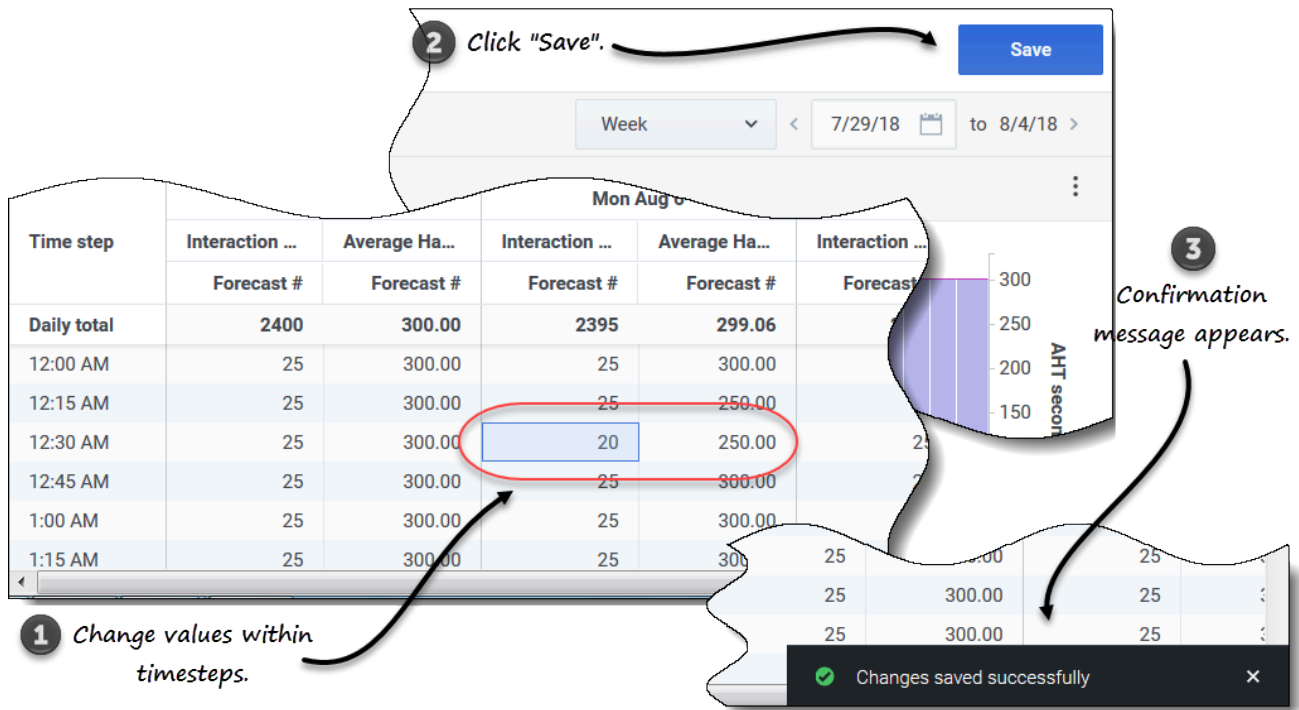 2 Click "Save".
Save
Week 7/29/18 to 8/4/18
Mon Aug 6
Time step Interaction ... Average Ha... Interaction ... Average Ha... Interaction ...
Forecast # Forecast # Forecast # Forecast # Forecast
Daily total 2400 300.00 2395 299.06
12:00 AM 25 300.00 25 300.00
12:15 AM 25 300.00 25 250.00
12:30 AM 25 300.00 20 250.00 25
12:45 AM 25 300.00 25 300.00
1:00 AM 25 300.00 25 300.00
1:15 AM 25 300.00 25
300
250
200
150
AHT
3
Confirmation
message appears.
1 Change values within
timesteps.
25 25
25 300.00 25
25 300.00 25
Changes saved successfully